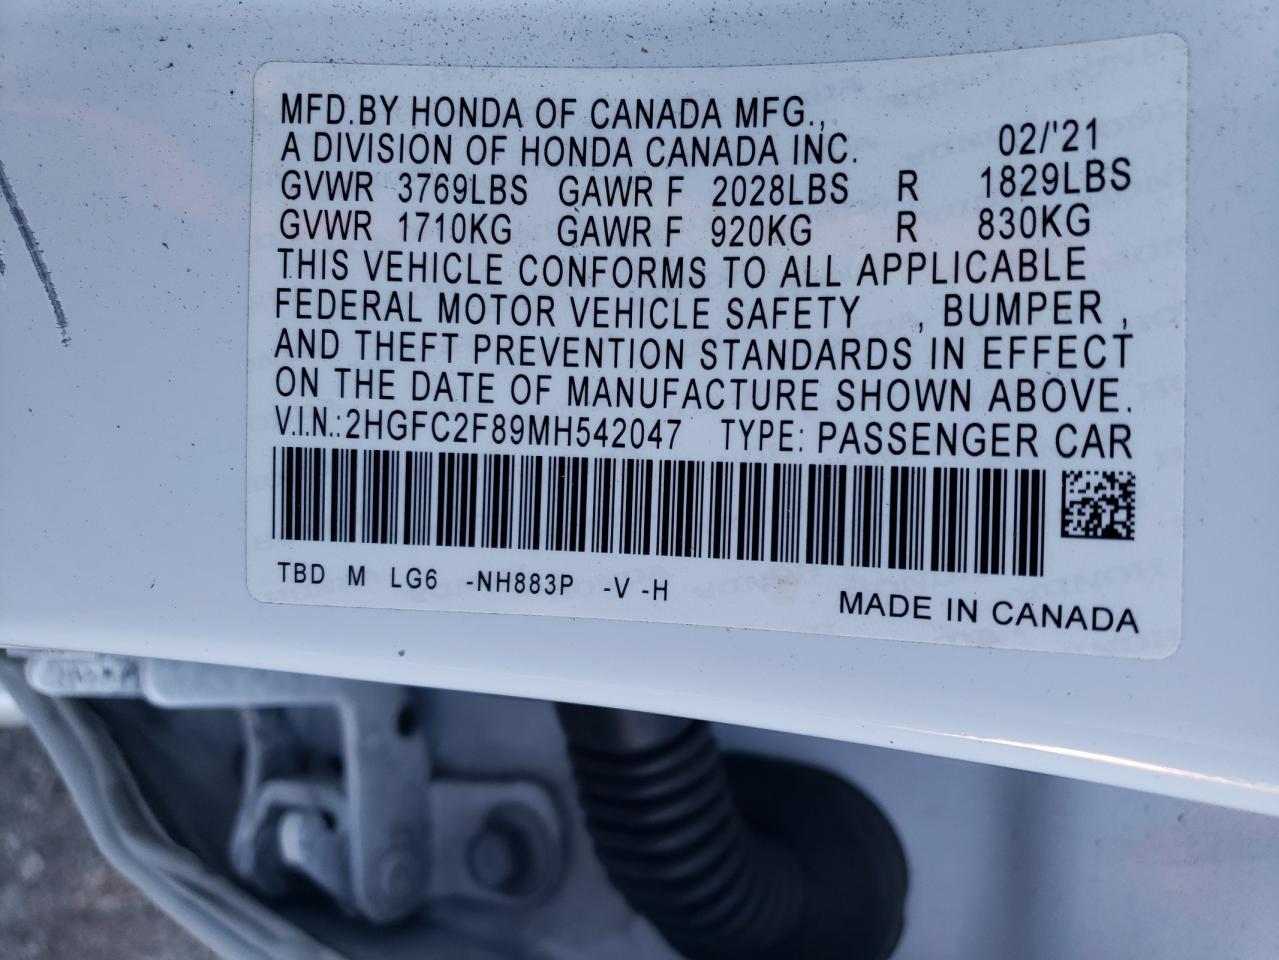 MFD.BY HONDA OF CANADA MFG.,
A DIVISION OF HONDA CANADA INC. 02/'21
GVWR 3769LBS GAWR F 2028LBS R 1829LBS
GVWR 1710KG GAWR F 920KG R 830KG
THIS VEHICLE CONFORMS TO ALL APPLICABLE
FEDERAL MOTOR VEHICLE SAFETY , BUMPER ,
AND THEFT PREVENTION STANDARDS IN EFFECT
ON THE DATE OF MANUFACTURE SHOWN ABOVE.
V.I.N.:2HGFC2F89MH542047 TYPE: PASSENGER CAR
TBD M LG6 -NH883P -V -H
MADE IN CANADA